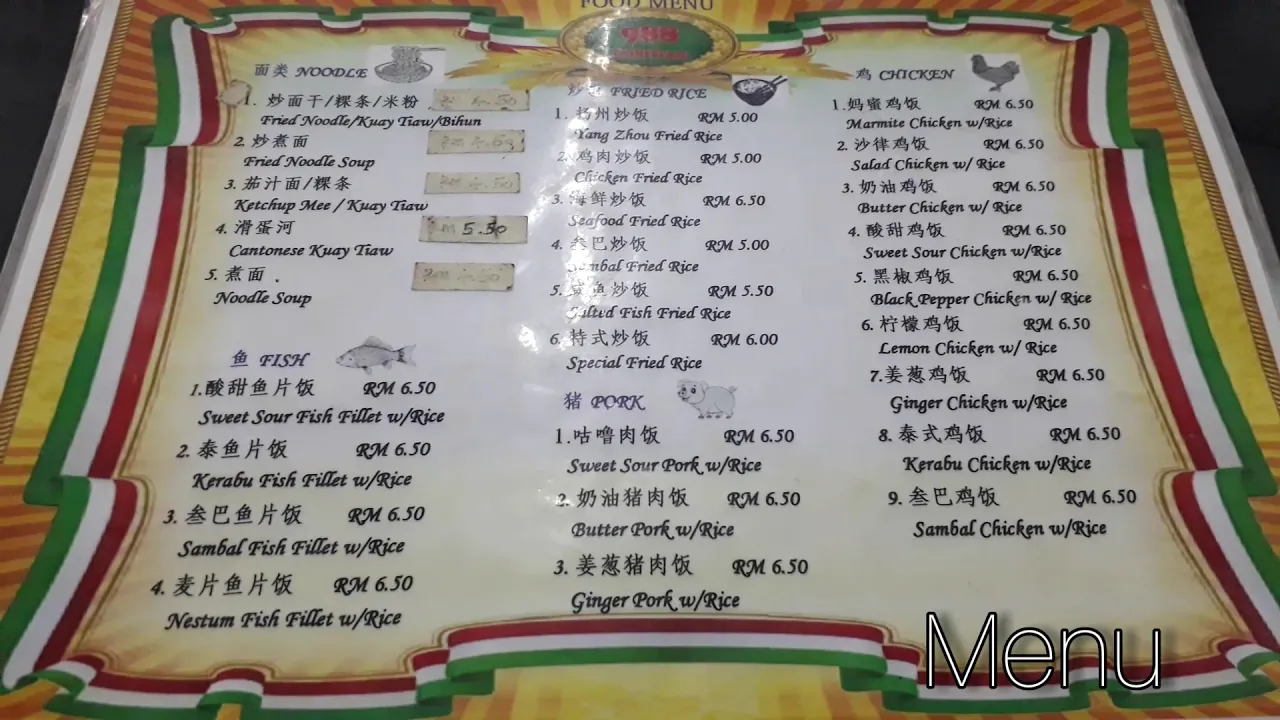 FOOD MENU
988
面类 NOODLE
1. 炒面干/粿条/米粉
Fried Noodle/Kuay Tiaw/Bihun
2. 炒煮面
Fried Noodle Soup
3. 茄汁面/粿条
Ketchup Mee / Kuay Tiaw
4. 滑蛋河 5.50
Cantonese Kuay Tiaw
5. 煮面 .
Noodle Soup
鱼 FISH
1.酸甜鱼片饭 RM 6.50
Sweet Sour Fish Fillet w/Rice
2. 泰鱼片饭 RM 6.50
Kerabu Fish Fillet w/Rice
3. 叁巴鱼片饭 RM 6.50
Sambal Fish Fillet w/Rice
4. 麦片鱼片饭 RM 6.50
Nestum Fish Fillet w/Rice
FRIED RICE
1. 扬州炒饭 RM 5.00
Yang Zhou Fried Rice
2. 鸡肉炒饭 RM 5.00
Chicken Fried Rice
3. 海鲜炒饭 RM 6.50
Seafood Fried Rice
4. 叁巴炒饭 RM 5.00
Sambal Fried Rice
5. 咸鱼炒饭 RM 5.50
Salted Fish Fried Rice
6. 特式炒饭 RM 6.00
Special Fried Rice
猪 PORK
1.咕噜肉饭 RM 6.50
Sweet Sour Pork w/Rice
2. 奶油猪肉饭 RM 6.50
Butter Pork w/Rice
3. 姜葱猪肉饭 RM 6.50
Ginger Pork w/Rice
鸡 CHICKEN
1.妈蜜鸡饭 RM 6.50
Marmite Chicken w/Rice
2. 沙律鸡饭 RM 6.50
Salad Chicken w/ Rice
3. 奶油鸡饭 RM 6.50
Butter Chicken w/ Rice
4. 酸甜鸡饭 RM 6.50
Sweet Sour Chicken w/Rice
5. 黑椒鸡饭 RM 6.50
Black Pepper Chicken w/ Rice
6. 柠檬鸡饭 RM 6.50
Lemon Chicken w/ Rice
7.姜葱鸡饭 RM 6.50
Ginger Chicken w/Rice
8. 泰式鸡饭 RM 6.50
Kerabu Chicken w/Rice
9. 叁巴鸡饭 RM 6.50
Sambal Chicken w/Rice
Menu